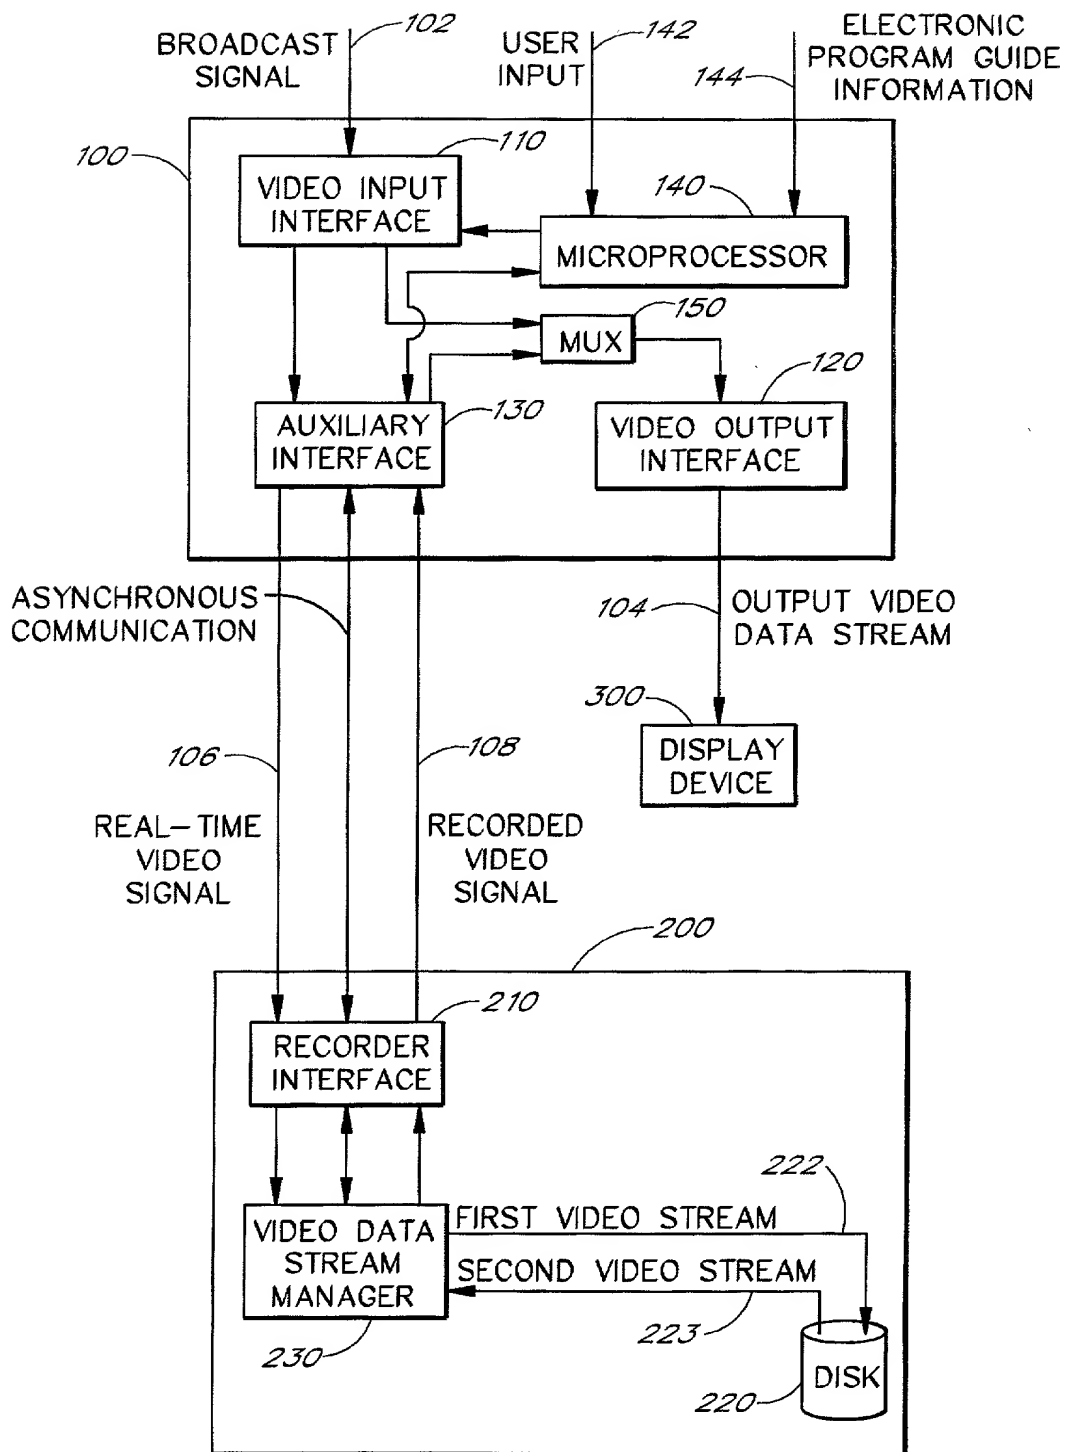 BROADCAST
SIGNAL
102
USER
INPUT
142
ELECTRONIC
PROGRAM GUIDE
INFORMATION
144
100
110
VIDEO INPUT
INTERFACE
140
MICROPROCESSOR
150
MUX
120
AUXILIARY
INTERFACE
130
VIDEO OUTPUT
INTERFACE
ASYNCHRONOUS
COMMUNICATION
104
OUTPUT VIDEO
DATA STREAM
300
DISPLAY
DEVICE
106
108
REAL-TIME
VIDEO
SIGNAL
RECORDED
VIDEO
SIGNAL
200
210
RECORDER
INTERFACE
222
VIDEO DATA
STREAM
MANAGER
FIRST VIDEO STREAM
SECOND VIDEO STREAM
230
223
DISK
220